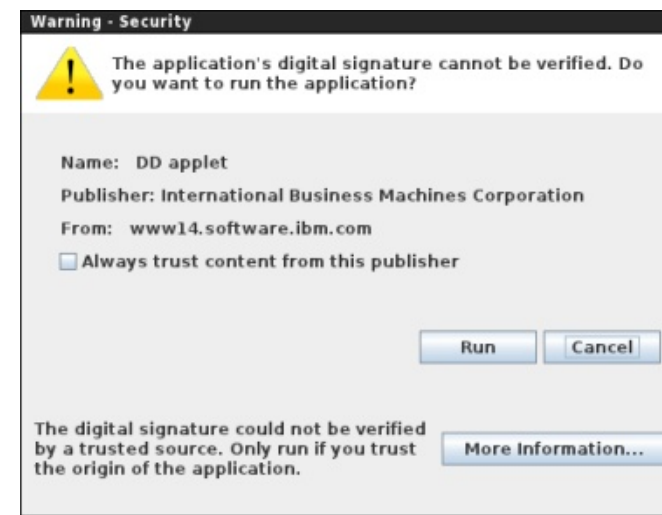 Warning - Security
The application's digital signature cannot be verified. Do
you want to run the application?
Name: DD applet
Publisher: International Business Machines Corporation
From: www14.software.ibm.com
Always trust content from this publisher
Run Cancel
The digital signature could not be verified
by a trusted source. Only run if you trust
the origin of the application.
More Information...